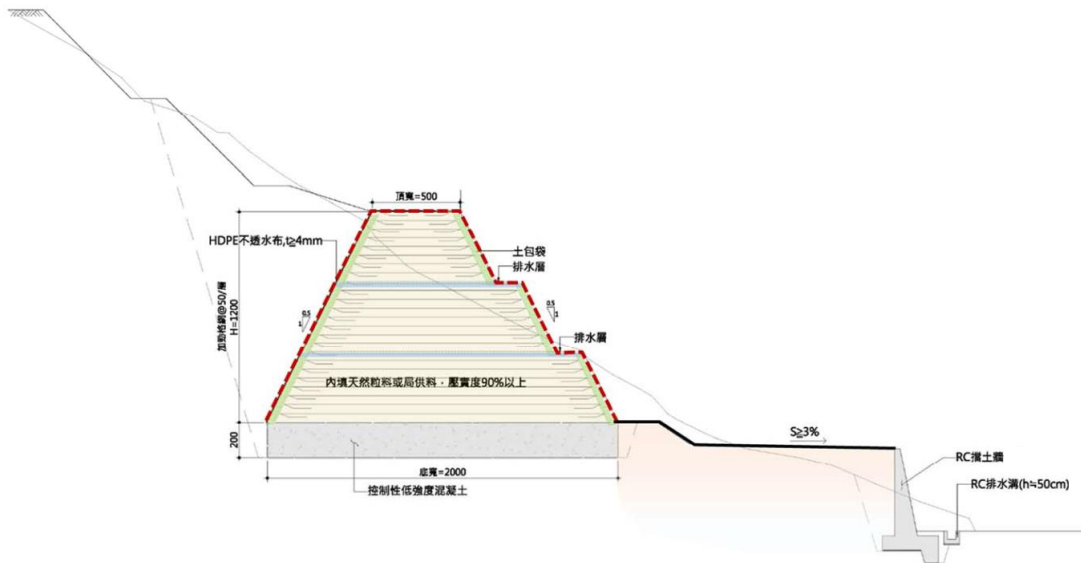 頂寬=500
HDPE不透水布,t≧4mm
土包袋
排水層
加勁格網@50/層
H=1200
0.5
1
0.5
1
排水層
內填天然粒料或局供料，壓實度90%以上
200
S≧3%
底寬=2000
控制性低強度混凝土
RC擋土牆
RC排水溝(h≒50cm)